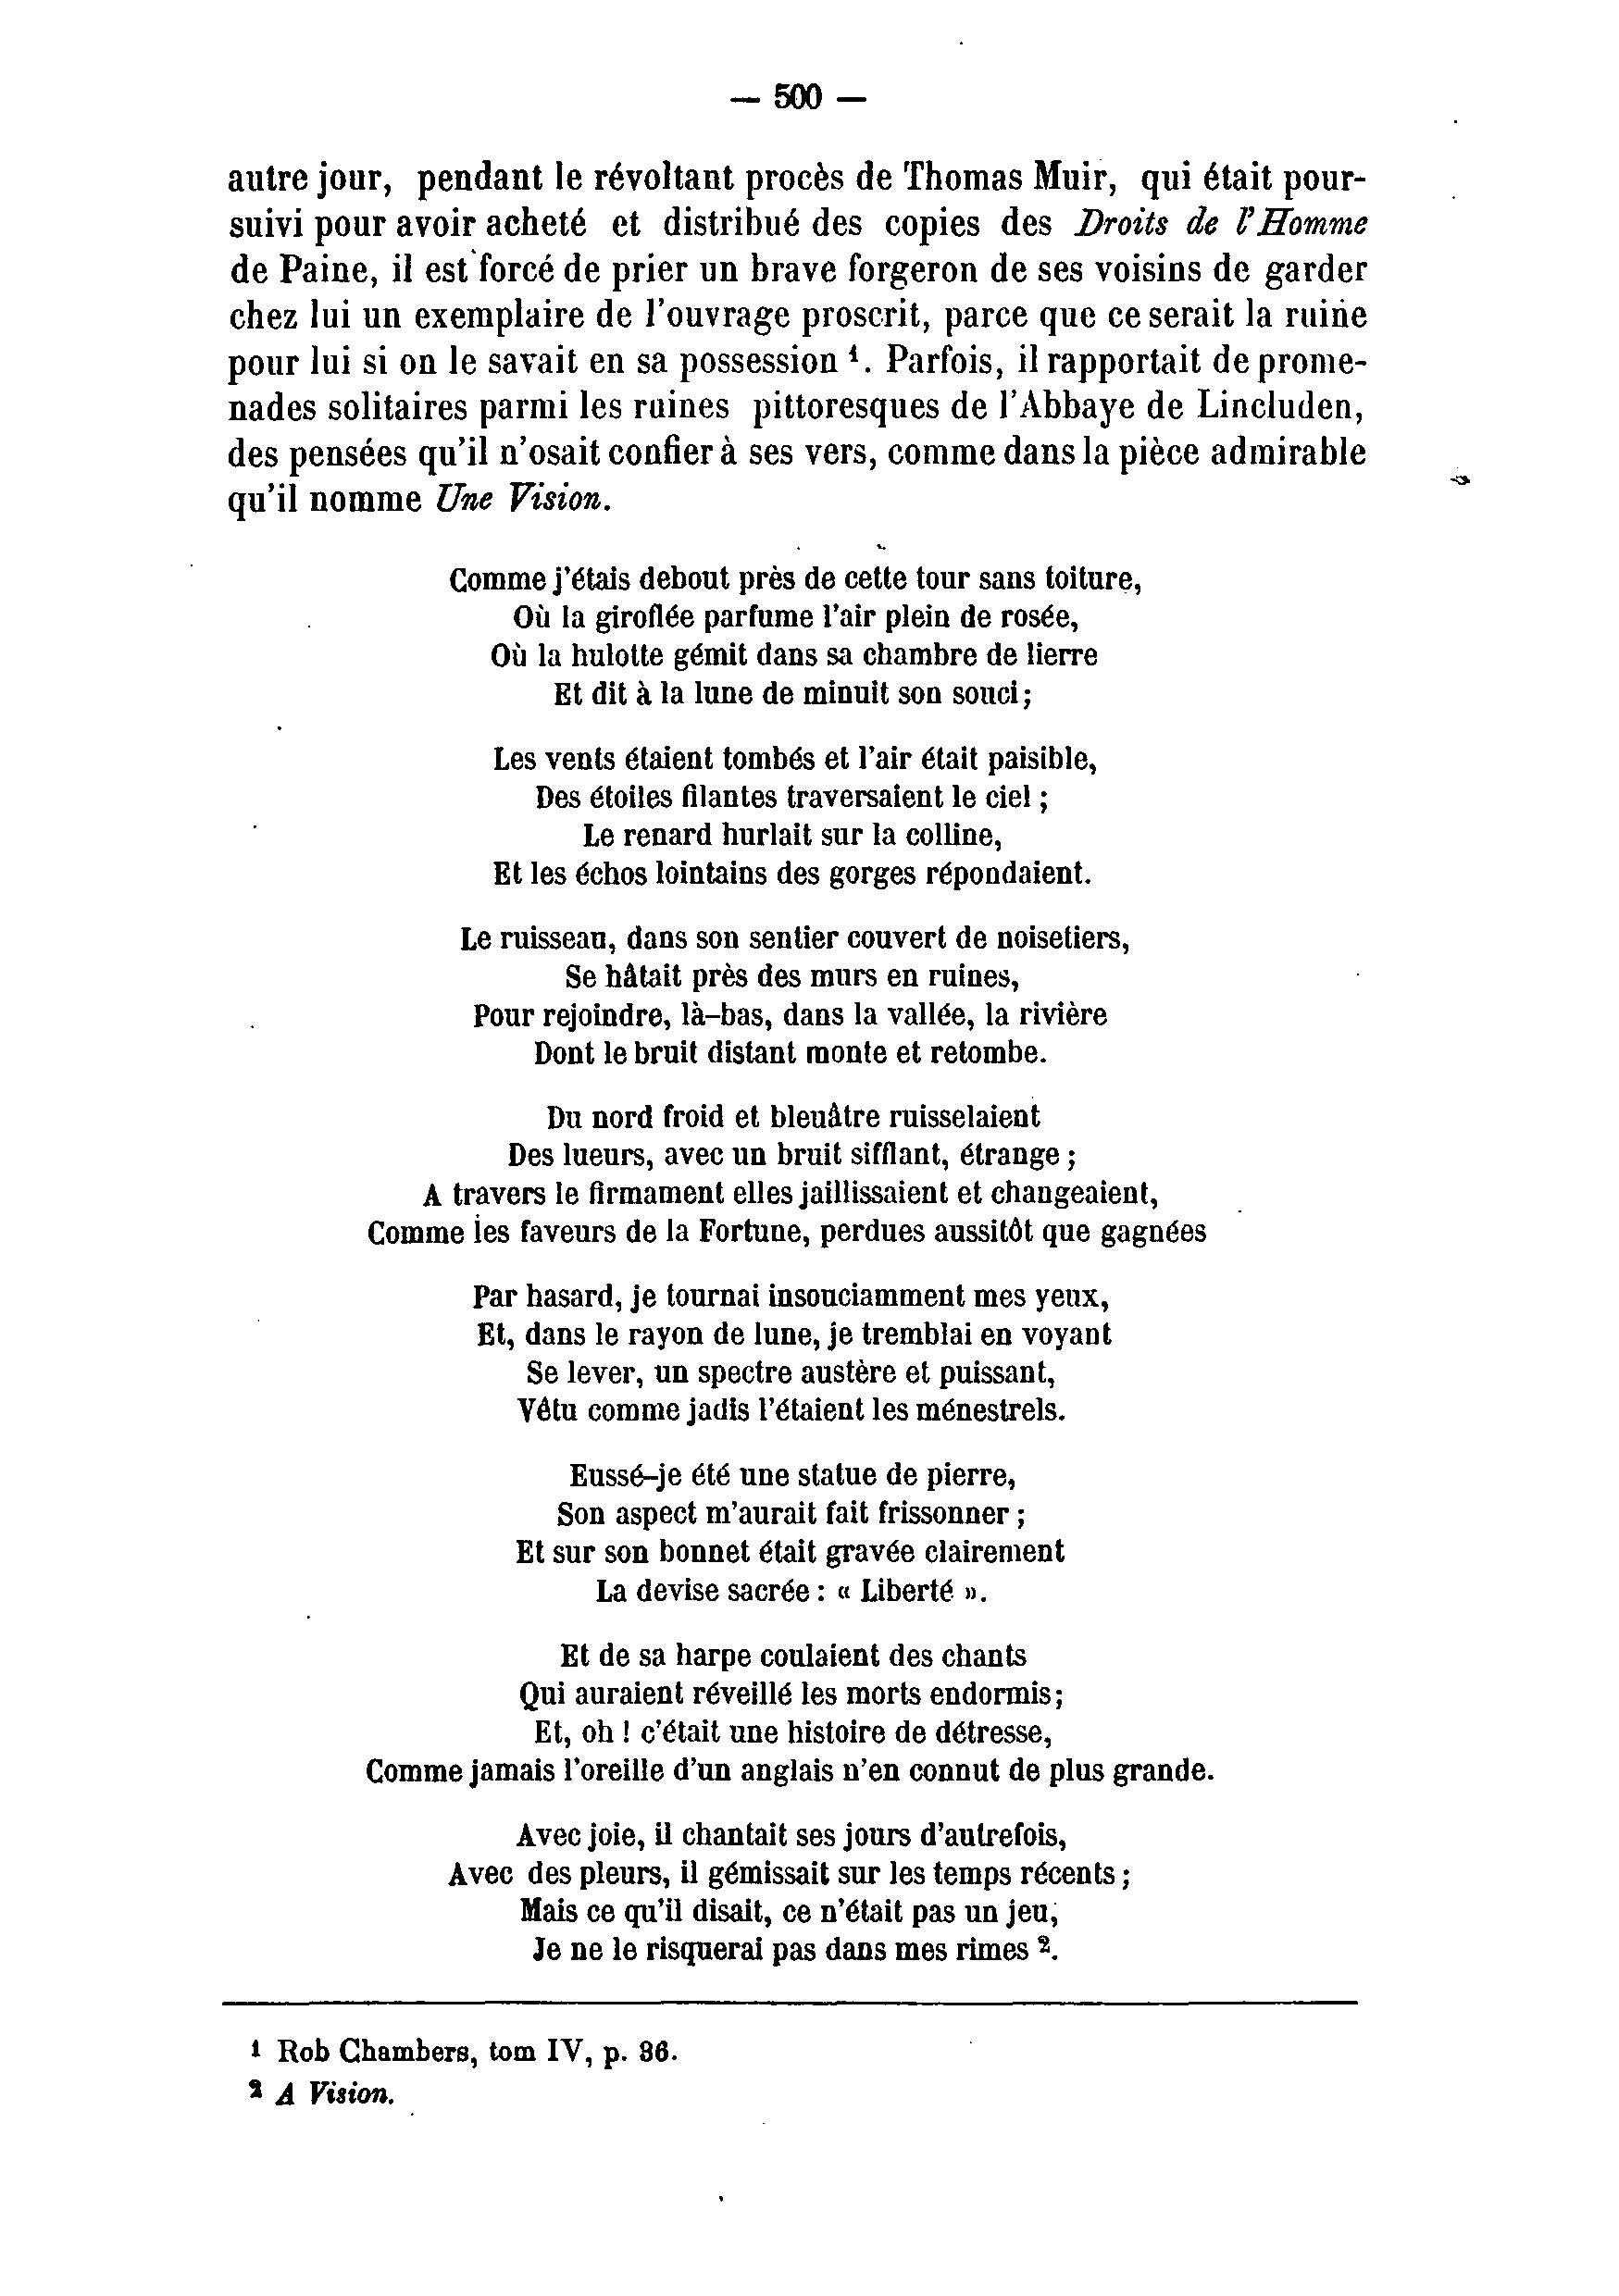 — 500 —
autre jour, pendant le révoltant procès de Thomas Muir, qui était pour-
suivi pour avoir acheté et distribué des copies des Droits de l'Homme
de Paine, il est forcé de prier un brave forgeron de ses voisins de garder
chez lui un exemplaire de l'ouvrage proscrit, parce que ce serait la ruine
pour lui si on le savait en sa possession ¹. Parfois, il rapportait de prome-
nades solitaires parmi les ruines pittoresques de l'Abbaye de Lincluden,
des pensées qu'il n'osait confier à ses vers, comme dans la pièce admirable
qu'il nomme Une Vision.
Comme j'étais debout près de cette tour sans toiture,
Où la giroflée parfume l'air plein de rosée,
Où la hulotte gémit dans sa chambre de lierre
Et dit à la lune de minuit son souci ;
Les vents étaient tombés et l'air était paisible,
Des étoiles filantes traversaient le ciel ;
Le renard hurlait sur la colline,
Et les échos lointains des gorges répondaient.
Le ruisseau, dans son sentier couvert de noisetiers,
Se hâtait près des murs en ruines,
Pour rejoindre, là-bas, dans la vallée, la rivière
Dont le bruit distant monte et retombe.
Du nord froid et bleuâtre ruisselaient
Des lueurs, avec un bruit sifflant, étrange ;
A travers le firmament elles jaillissaient et changeaient,
Comme les faveurs de la Fortune, perdues aussitôt que gagnées
Par hasard, je tournai insouciamment mes yeux,
Et, dans le rayon de lune, je tremblai en voyant
Se lever, un spectre austère et puissant,
Vêtu comme jadis l'étaient les ménestrels.
Eussé-je été une statue de pierre,
Son aspect m'aurait fait frissonner ;
Et sur son bonnet était gravée clairement
La devise sacrée : « Liberté ».
Et de sa harpe coulaient des chants
Qui auraient réveillé les morts endormis ;
Et, oh ! c'était une histoire de détresse,
Comme jamais l'oreille d'un anglais n'en connut de plus grande.
Avec joie, il chantait ses jours d'autrefois,
Avec des pleurs, il gémissait sur les temps récents ;
Mais ce qu'il disait, ce n'était pas un jeu,
Je ne le risquerai pas dans mes rimes ².
¹ Rob Chambers, tom IV, p. 86.
² A Vision.